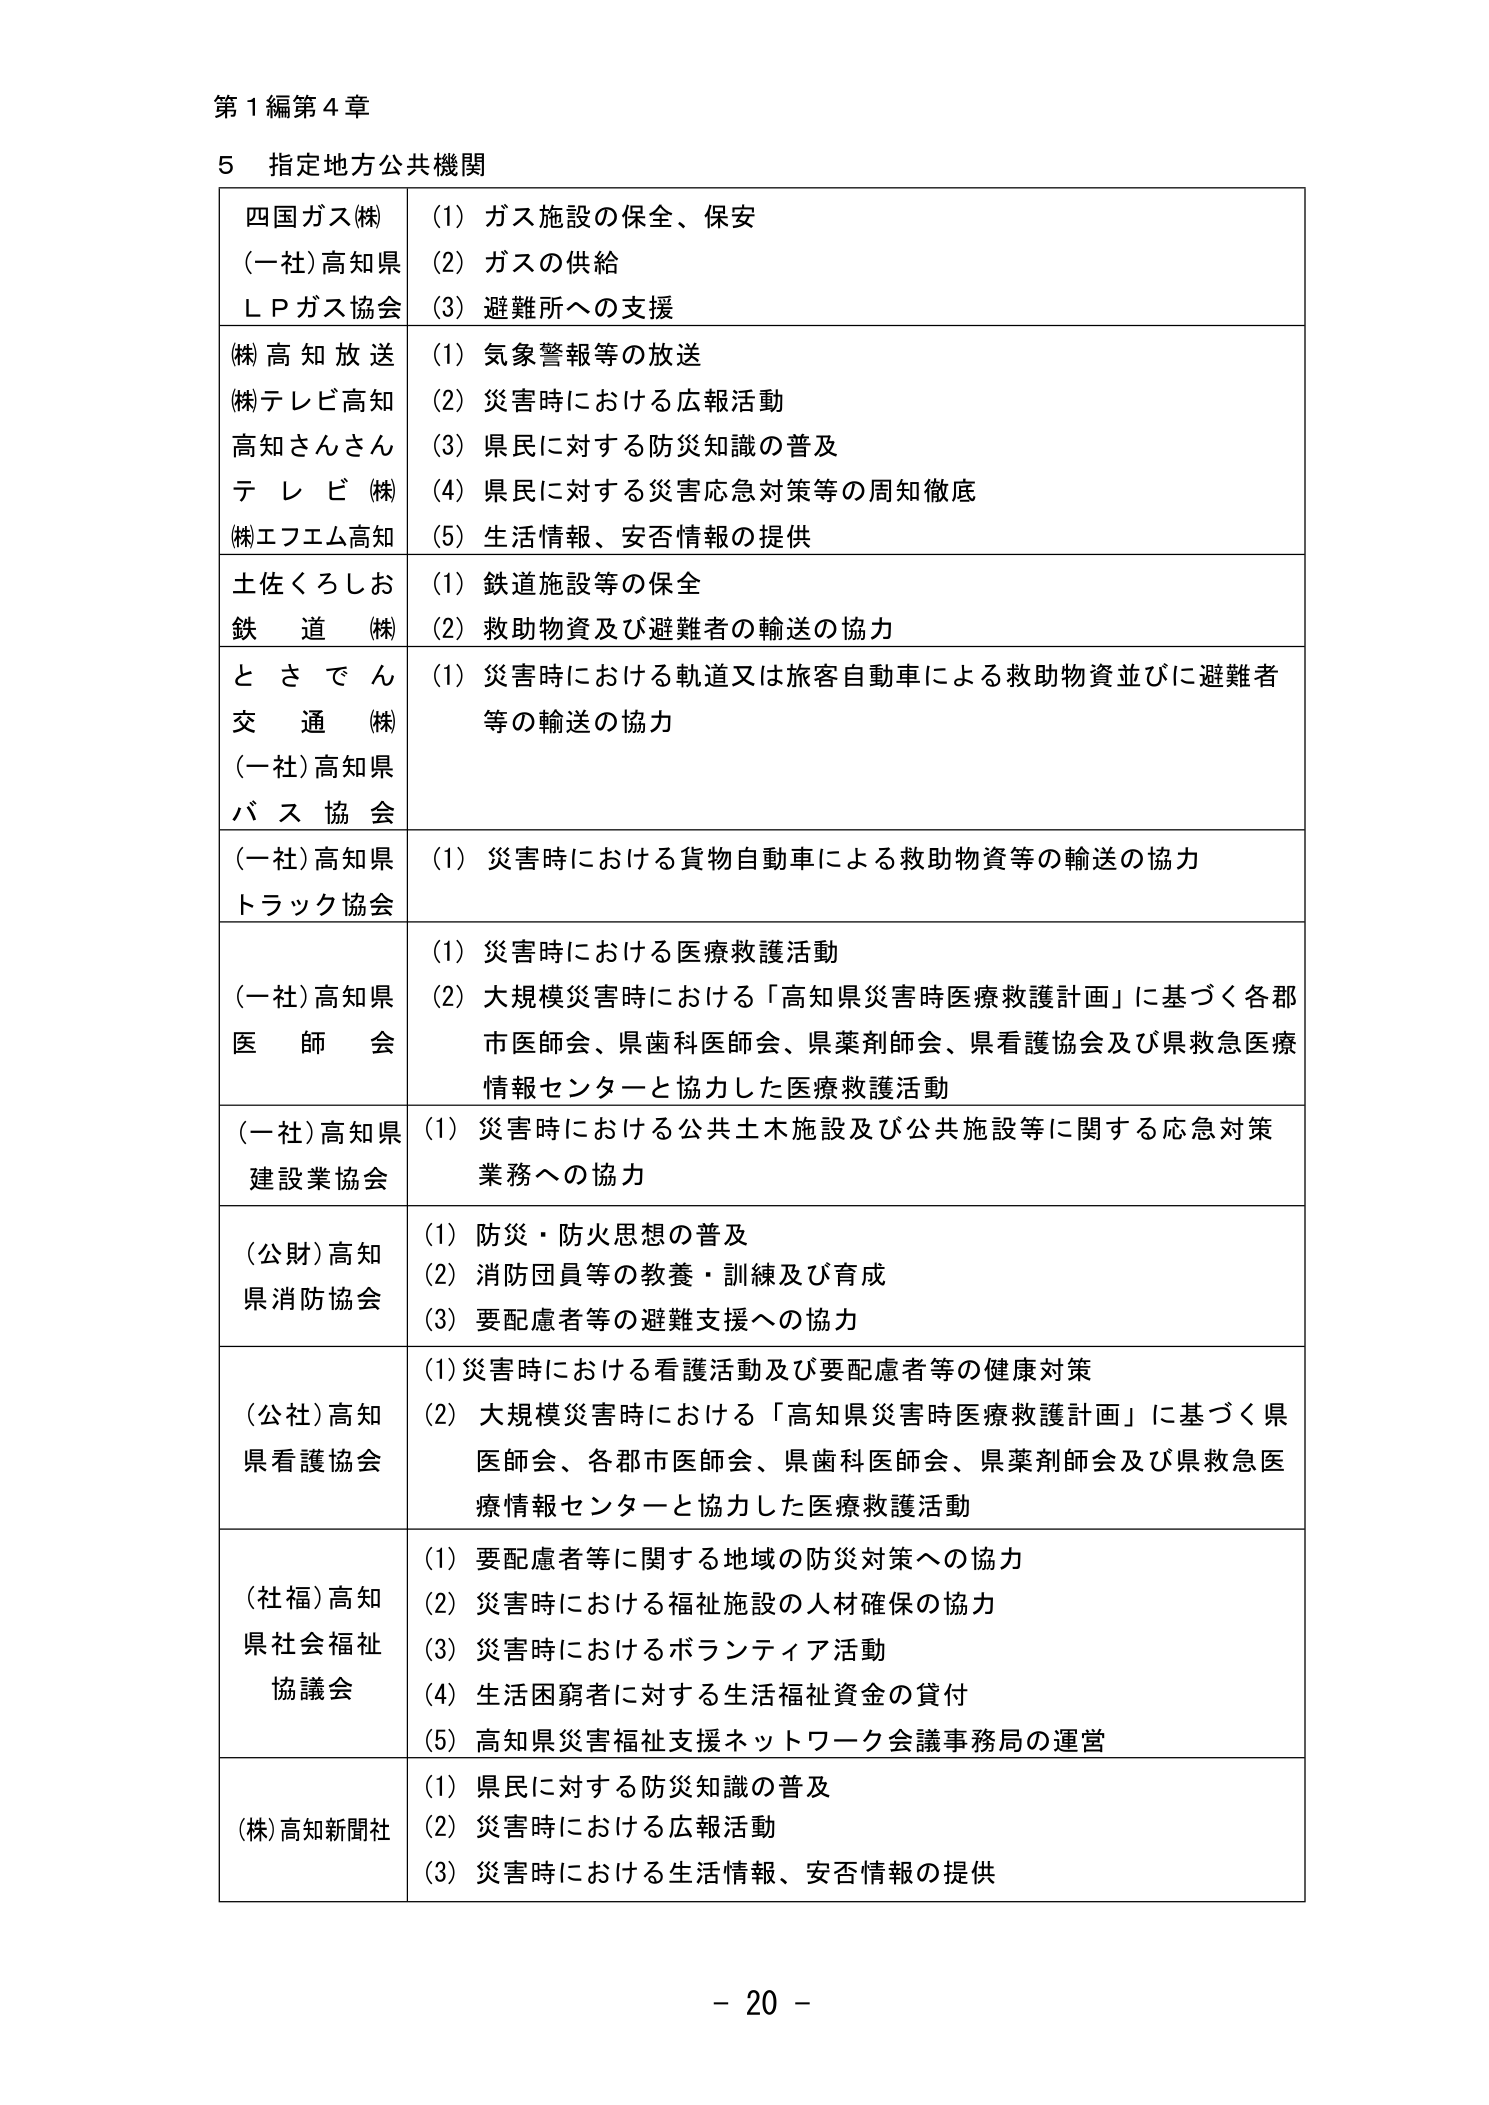 第１編第４章
５　指定地方公共機関
四国ガス㈱
(一社)高知県
ＬＰガス協会
(1) ガス施設の保全、保安
(2) ガスの供給
(3) 避難所への支援
㈱高知放送
㈱テレビ高知
高知さんさん
テレビ㈱
㈱エフエム高知
(1) 気象警報等の放送
(2) 災害時における広報活動
(3) 県民に対する防災知識の普及
(4) 県民に対する災害応急対策等の周知徹底
(5) 生活情報、安否情報の提供
土佐くろしお
鉄道㈱
(1) 鉄道施設等の保全
(2) 救助物資及び避難者の輸送の協力
とさでん
交通㈱
(一社)高知県
バス協会
(1) 災害時における軌道又は旅客自動車による救助物資並びに避難者
等の輸送の協力
(一社)高知県
トラック協会
(1) 災害時における貨物自動車による救助物資等の輸送の協力
(一社)高知県
医師会
(1) 災害時における医療救護活動
(2) 大規模災害時における「高知県災害時医療救護計画」に基づく各郡
市医師会、県歯科医師会、県薬剤師会、県看護協会及び県救急医療
情報センターと協力した医療救護活動
(一社)高知県
建設業協会
(1) 災害時における公共土木施設及び公共施設等に関する応急対策
業務への協力
(公財)高知
県消防協会
(1) 防災・防火思想の普及
(2) 消防団員等の教養・訓練及び育成
(3) 要配慮者等の避難支援への協力
(公社)高知
県看護協会
(1)災害時における看護活動及び要配慮者等の健康対策
(2) 大規模災害時における「高知県災害時医療救護計画」に基づく県
医師会、各郡市医師会、県歯科医師会、県薬剤師会及び県救急医
療情報センターと協力した医療救護活動
(社福)高知
県社会福祉
協議会
(1) 要配慮者等に関する地域の防災対策への協力
(2) 災害時における福祉施設の人材確保の協力
(3) 災害時におけるボランティア活動
(4) 生活困窮者に対する生活福祉資金の貸付
(5) 高知県災害福祉支援ネットワーク会議事務局の運営
(株)高知新聞社
(1) 県民に対する防災知識の普及
(2) 災害時における広報活動
(3) 災害時における生活情報、安否情報の提供
－ 20 －